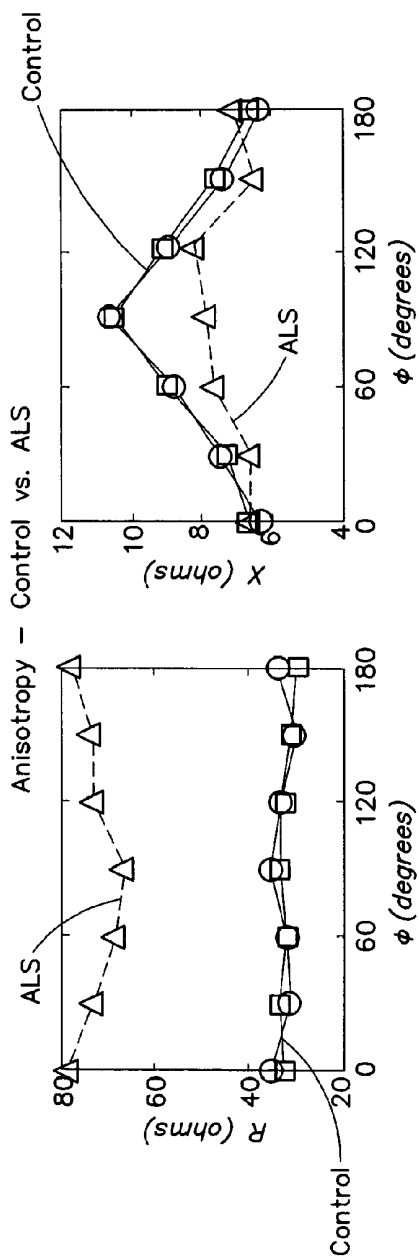 Anisotropy – Control vs. ALS
80
60
40
20
R (ohms)
0
60
120
180
ϕ (degrees)
ALS
Control
12
10
8
6
4
X (ohms)
0
60
120
180
ϕ (degrees)
ALS
Control